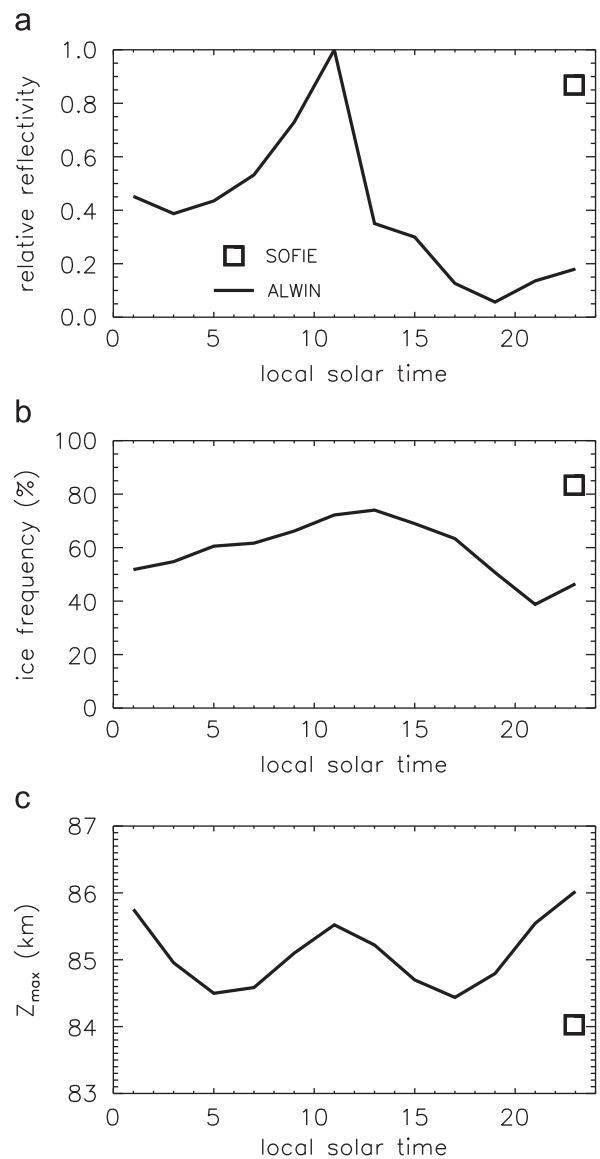 a
1.0
0.8
0.6
0.4
0.2
0.0
relative reflectivity
SOFIE
ALWIN
0 5 10 15 20
local solar time
b
100
80
60
40
20
0
ice frequency (%)
0 5 10 15 20
local solar time
c
87
86
85
84
83
Zmax (km)
0 5 10 15 20
local solar time